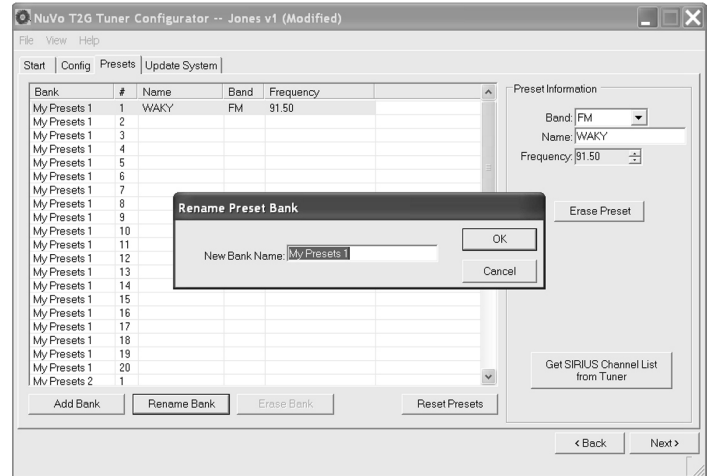 NuVo T2G Tuner Configurator -- Jones v1 (Modified)
File View Help
Start Config Presets Update System
Bank # Name Band Frequency
My Presets 1 1 WAKY FM 91.50
My Presets 1 2
My Presets 1 3
My Presets 1 4
My Presets 1 5
My Presets 1 6
My Presets 1 7
My Presets 1 8
My Presets 1 9
My Presets 1 10
My Presets 1 11
My Presets 1 12
My Presets 1 13
My Presets 1 14
My Presets 1 15
My Presets 1 16
My Presets 1 17
My Presets 1 18
My Presets 1 19
My Presets 1 20
My Presets 2 1
Rename Preset Bank
New Bank Name: My Presets 1
OK
Cancel
Preset Information
Band: FM
Name: WAKY
Frequency: 91.50
Erase Preset
Get SIRIUS Channel List
from Tuner
Add Bank Rename Bank Erase Bank Reset Presets
< Back Next >